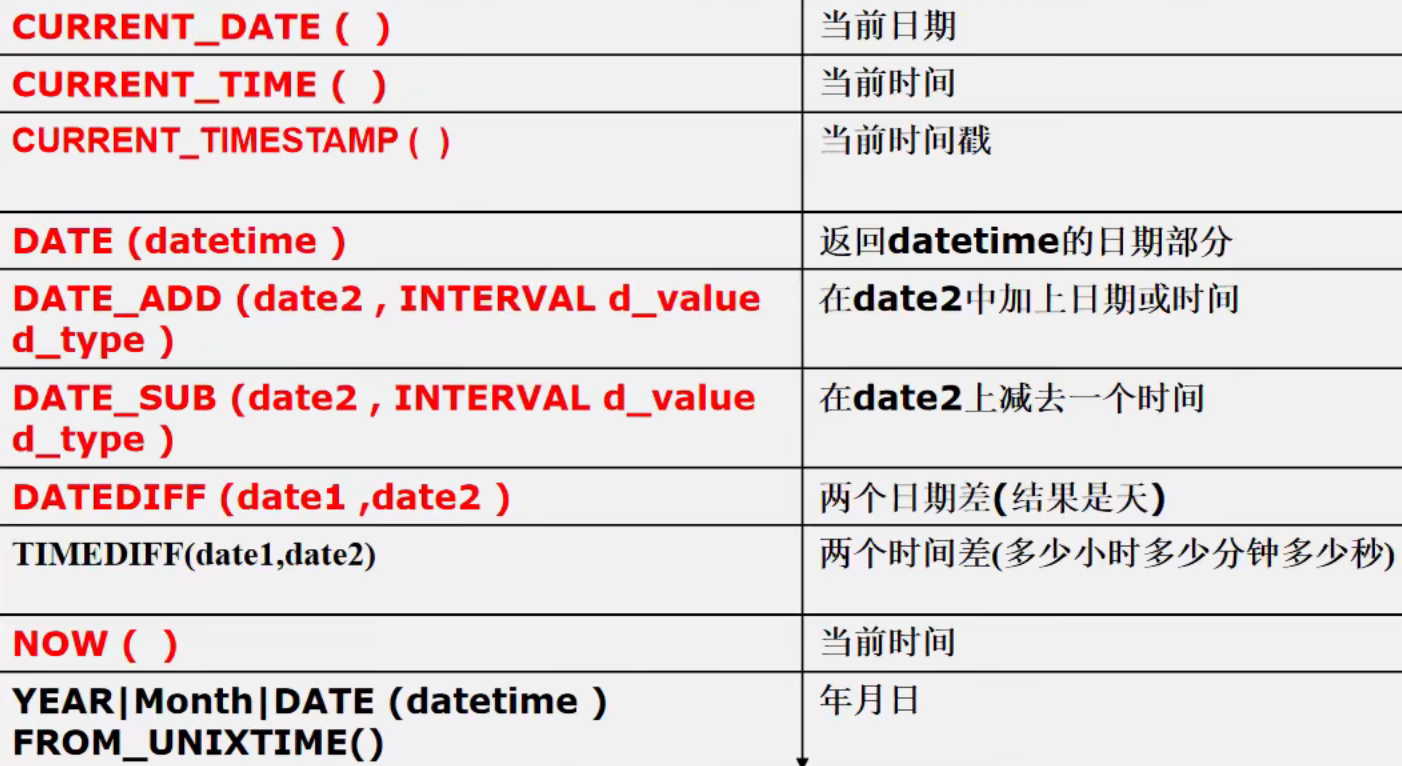 CURRENT_DATE (  )
当前日期
CURRENT_TIME (  )
当前时间
CURRENT_TIMESTAMP (  )
当前时间戳
DATE (datetime )
返回datetime的日期部分
DATE_ADD (date2 , INTERVAL d_value
d_type )
在date2中加上日期或时间
DATE_SUB (date2 , INTERVAL d_value
d_type )
在date2上减去一个时间
DATEDIFF (date1 ,date2 )
两个日期差(结果是天)
TIMEDIFF(date1,date2)
两个时间差(多少小时多少分钟多少秒)
NOW (  )
当前时间
YEAR|Month|DATE (datetime )
FROM_UNIXTIME()
年月日